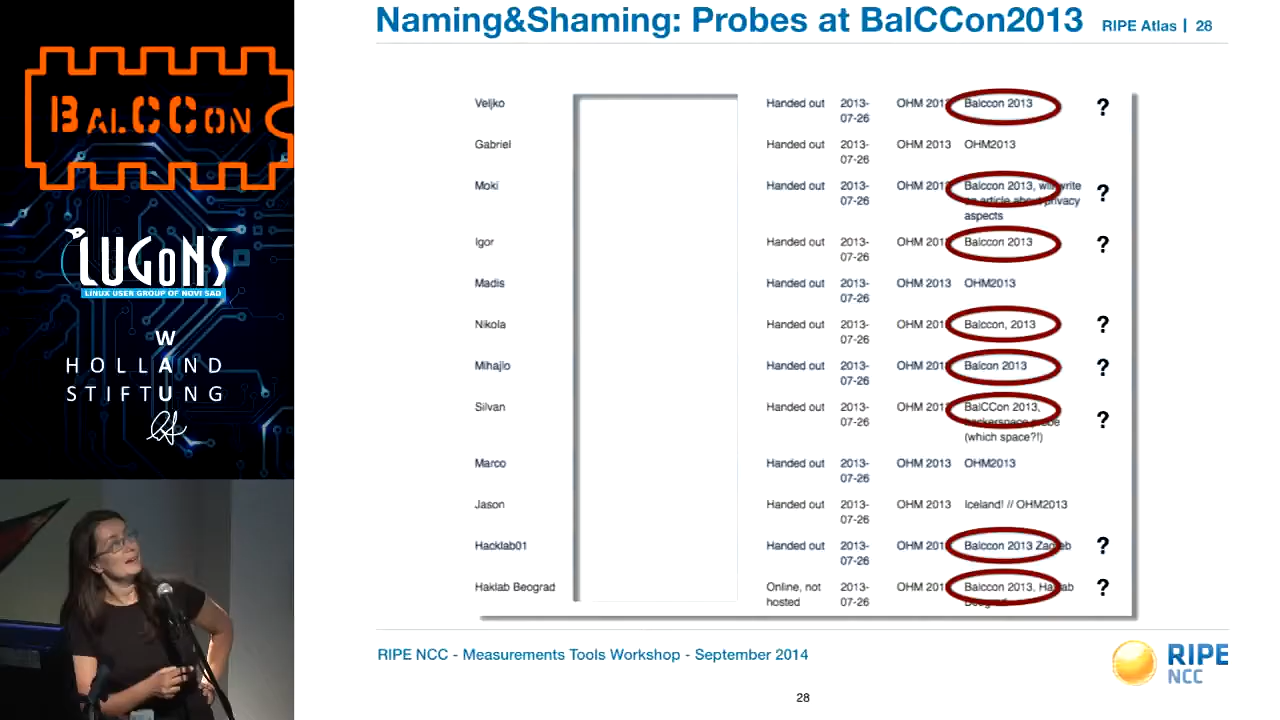 Naming&Shaming: Probes at BalCCon2013
RIPE Atlas | 28
BALCCON
LUGoNS
LINUX USER GROUP OF NOVI SAD
W
HOLLAND
A
STIFTUNG
U
Veljko Handed out 2013- OHM 2013 Balccon 2013 ?
07-26
Gabriel Handed out 2013- OHM 2013 OHM2013
07-26
Moki Handed out 2013- OHM 2013 Balccon 2013, will write ?
07-26 an article about privacy
aspects
Igor Handed out 2013- OHM 2013 Balccon 2013 ?
07-26
Madis Handed out 2013- OHM 2013 OHM2013
07-26
Nikola Handed out 2013- OHM 2013 Balccon, 2013 ?
07-26
Mihajlo Handed out 2013- OHM 2013 Balcon 2013 ?
07-26
Silvan Handed out 2013- OHM 2013 BalCCon 2013, ?
07-26 hackerspace probe
(which space?!)
Marco Handed out 2013- OHM 2013 OHM2013
07-26
Jason Handed out 2013- OHM 2013 Iceland! // OHM2013
07-26
Hacklab01 Handed out 2013- OHM 2013 Balccon 2013 Zagreb ?
07-26
Haklab Beograd Online, not 2013- OHM 2013 Balccon 2013, Haklab ?
hosted 07-26 Beograd
RIPE NCC - Measurements Tools Workshop - September 2014
RIPE
NCC
28